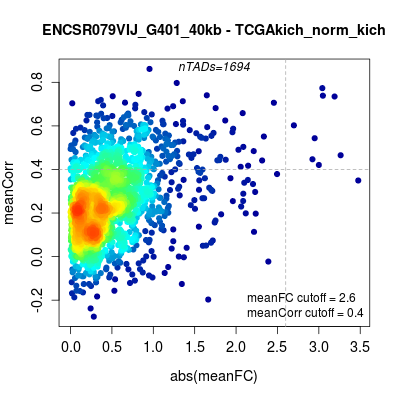 ENCSR079VIJ_G401_40kb - TCGAkich_norm_kich
nTADs=1694
meanCorr
0.8
0.6
0.4
0.2
0.0
-0.2
meanFC cutoff = 2.6
meanCorr cutoff = 0.4
0.0 0.5 1.0 1.5 2.0 2.5 3.0 3.5
abs(meanFC)